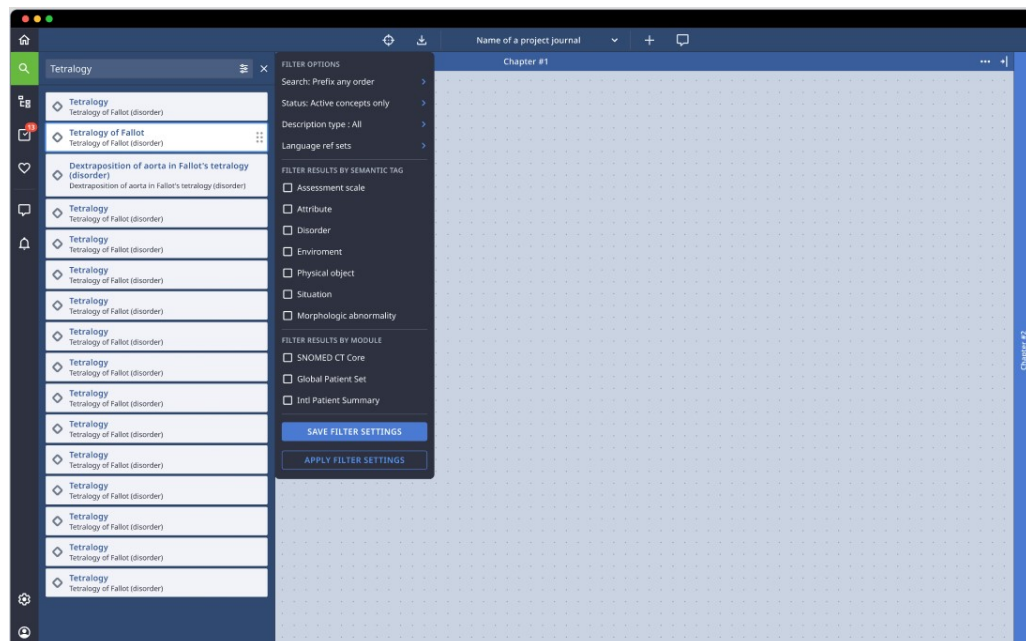 Name of a project journal
Tetralogy
Chapter #1
13
Tetralogy
Tetralogy of Fallot (disorder)
Tetralogy of Fallot
Tetralogy of Fallot (disorder)
Dextraposition of aorta in Fallot's tetralogy
(disorder)
Dextraposition of aorta in Fallot's tetralogy (disorder)
Tetralogy
Tetralogy of Fallot (disorder)
Tetralogy
Tetralogy of Fallot (disorder)
Tetralogy
Tetralogy of Fallot (disorder)
Tetralogy
Tetralogy of Fallot (disorder)
Tetralogy
Tetralogy of Fallot (disorder)
Tetralogy
Tetralogy of Fallot (disorder)
Tetralogy
Tetralogy of Fallot (disorder)
Tetralogy
Tetralogy of Fallot (disorder)
Tetralogy
Tetralogy of Fallot (disorder)
Tetralogy
Tetralogy of Fallot (disorder)
Tetralogy
Tetralogy of Fallot (disorder)
Tetralogy
Tetralogy of Fallot (disorder)
Tetralogy
Tetralogy of Fallot (disorder)
FILTER OPTIONS
Search: Prefix any order
Status: Active concepts only
Description type : All
Language ref sets
FILTER RESULTS BY SEMANTIC TAG
Assessment scale
Attribute
Disorder
Enviroment
Physical object
Situation
Morphologic abnormality
FILTER RESULTS BY MODULE
SNOMED CT Core
Global Patient Set
Intl Patient Summary
SAVE FILTER SETTINGS
APPLY FILTER SETTINGS
Chapter #2